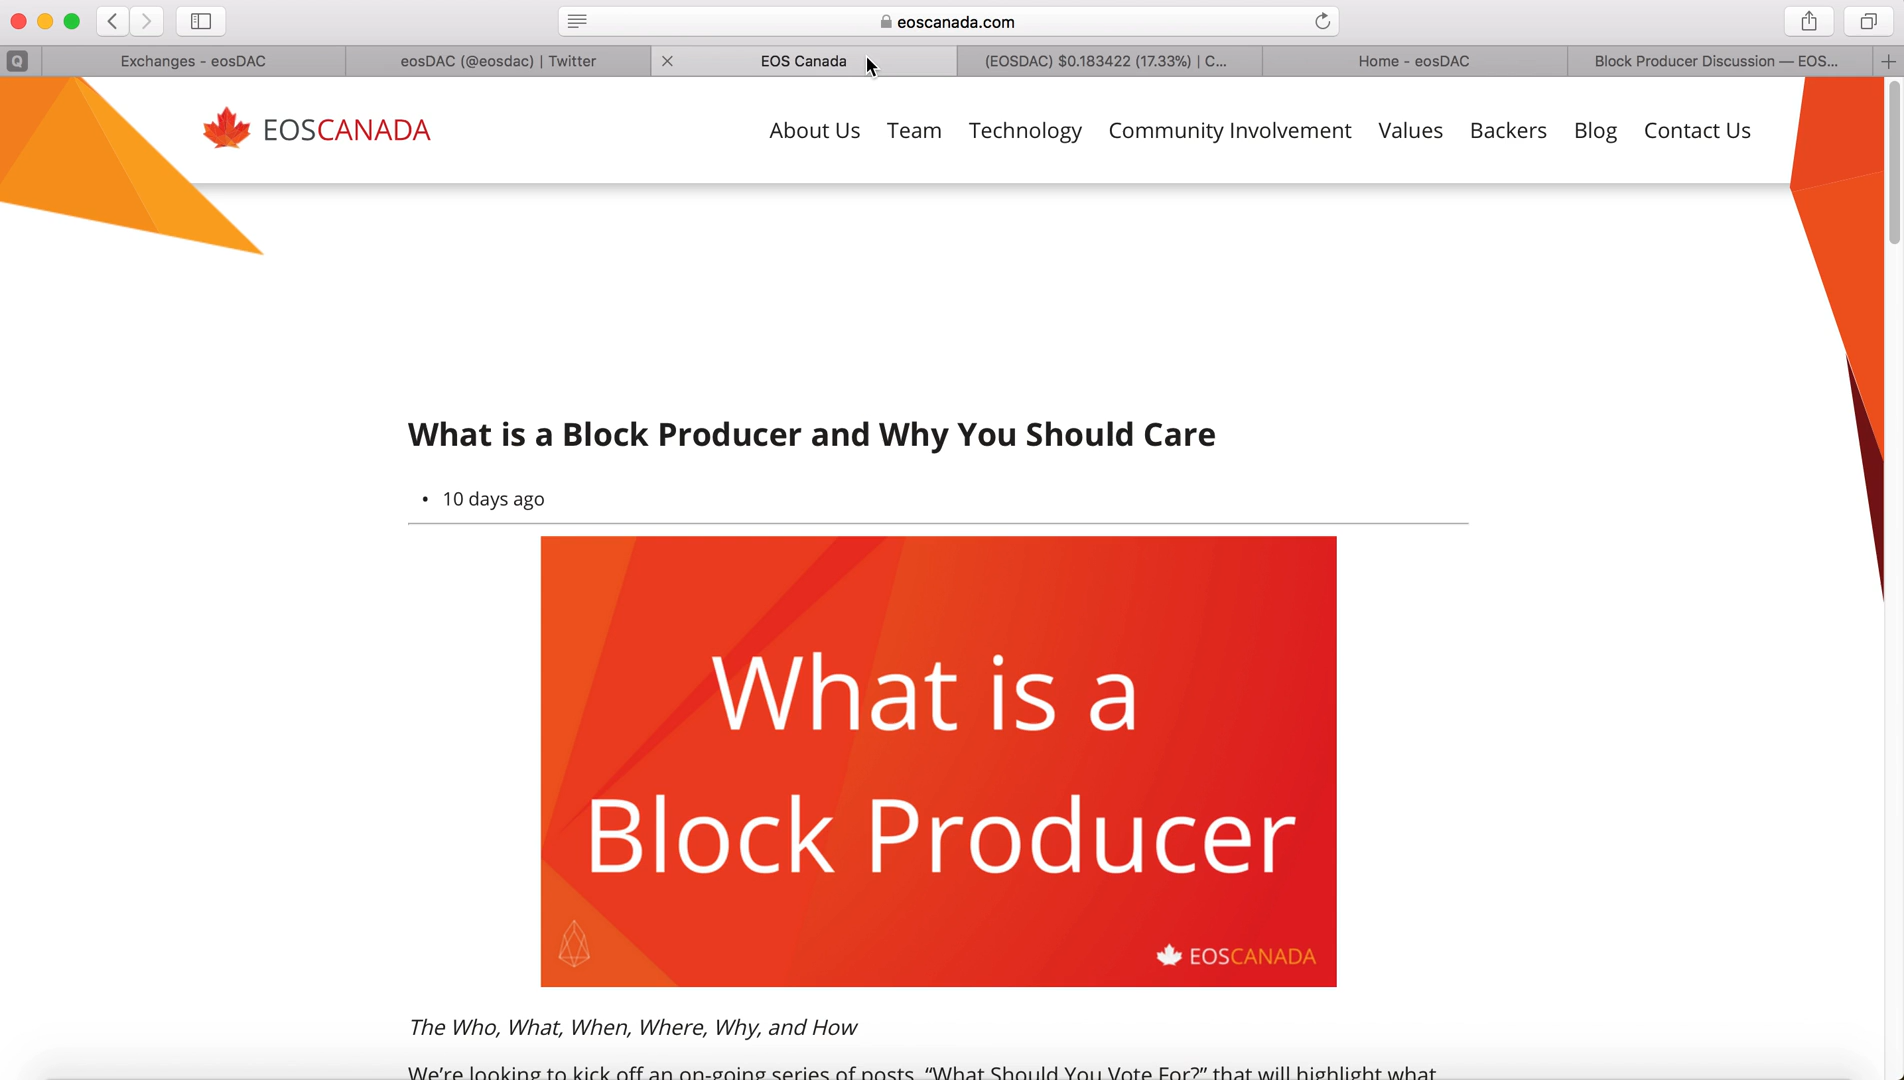 eoscanada.com
Exchanges - eosDAC
eosDAC (@eosdac) | Twitter
EOS Canada
(EOSDAC) $0.183422 (17.33%) | C...
Home - eosDAC
Block Producer Discussion — EOS...
EOSCANADA
About Us
Team
Technology
Community Involvement
Values
Backers
Blog
Contact Us
What is a Block Producer and Why You Should Care
• 10 days ago
What is a
Block Producer
EOSCANADA
The Who, What, When, Where, Why, and How
We’re looking to kick off an on-going series of posts, “What Should You Vote For?” that will highlight what